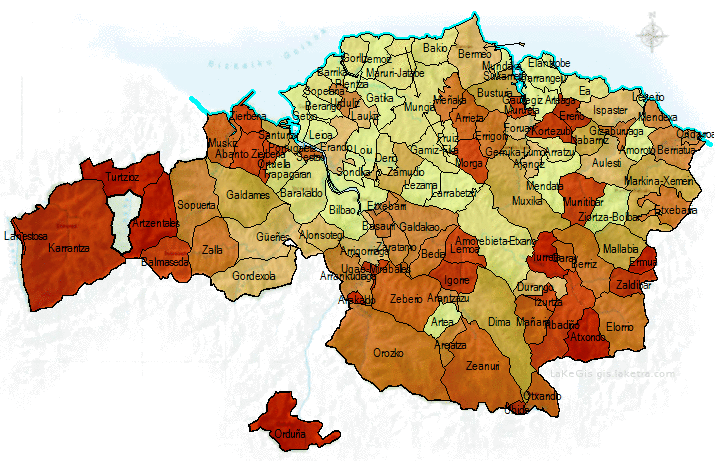 Bakio
Bermeo
Gorliz
Lemoiz
Elantxobe
Barrika
Maruri-Jatabe
Mundaka
Sukarrieta
Ibarrangelu
Plentzia
Sopelana
Bustura
Ea
Gatika
Lekeitio
Berango
Urduliz
Mungia
Meñaka
Ereño
Ispaster
Mendexa
Getxo
Laukiz
Arrieta
Murueta
Zierbena
Forua
Kortezubi
Gizaburuaga
Ondarroa
Santurtzi
Leioa
Fruiz
Errigoiti
Nabarniz
Muskiz
Erandio
Loiu
Gamiz-Fika
Gernika-Lumo
Arratzu
Amoroto
Berriatua
Abanto Zierbena
Sestao
Derio
Morga
Ajangiz
Aulesti
Ortuella
Trapagaran
Sondika
Zamudio
Turtzioz
Lezama
Mendata
Markina-Xemein
Barakaldo
Larrabetzu
Galdames
Muxika
Munitibar
Sopuerta
Etxebarri
Etxebarria
Bilbao
Ziortza-Bolibar
Artzentales
Basauri
Galdakao
Lanestosa
Güeñes
Alonsotegi
Karrantza
Zaratamo
Amorebieta-Etxano
Zalla
Arrigorriaga
Bedia
Lemoa
Mallabia
Balmaseda
Iurreta
Garai
Berriz
Ermua
Gordexola
Arrankudiaga
Ugao-Miraballes
Igorre
Durango
Zaldibar
Arakaldo
Zeberio
Arantzazu
Izurtza
Artea
Dima
Mañaria
Abadiño
Elorrio
Atxondo
Areatza
Orozko
Zeanuri
Otxandio
Ubide
Orduña
LaKeGis gis.laketra.com